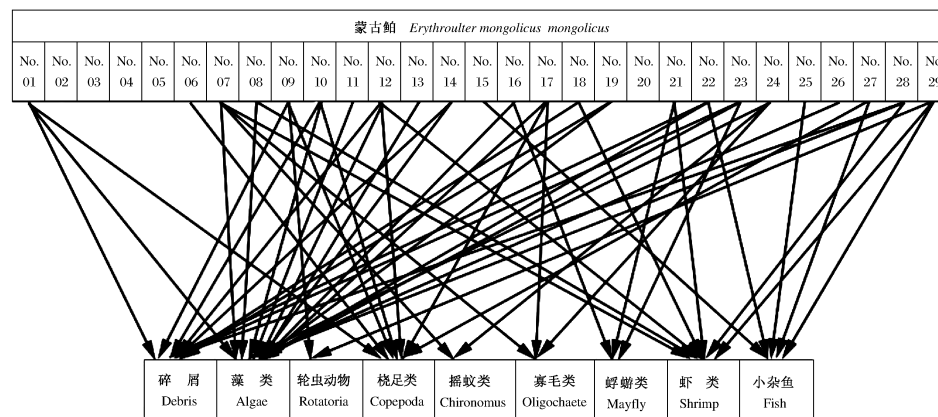 蒙古鲌 Erythroulter mongolicus mongolicus
No. No. No. No. No. No. No. No. No. No. No. No. No. No. No. No. No. No. No. No. No. No. No. No. No. No. No. No. No.
01 02 03 04 05 06 07 08 09 10 11 12 13 14 15 16 17 18 19 20 21 22 23 24 25 26 27 28 29
碎 屑 藻 类 轮虫动物 桡足类 摇蚊类 寡毛类 蜉蝣类 虾 类 小杂鱼
Debris Algae Rotatoria Copepoda Chironomus Oligochaete Mayfly Shrimp Fish